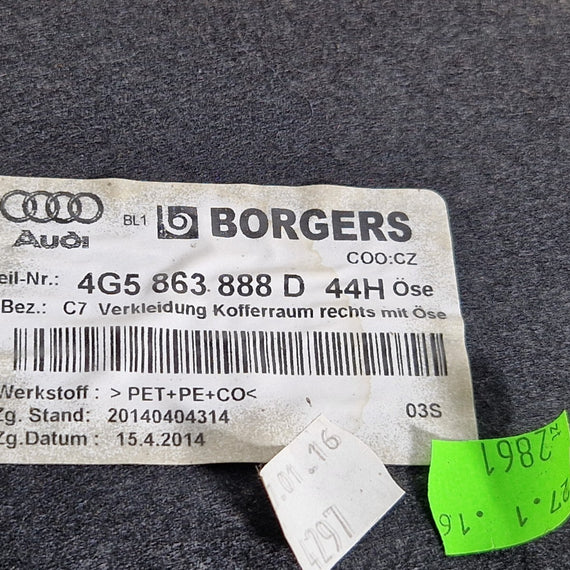 Audi
BL1 BORGERS
COO:CZ
eil-Nr.: 4G5 863 888 D 44H Öse
Bez.: C7 Verkleidung Kofferraum rechts mit Öse
Werkstoff : > PET+PE+CO<
Zg. Stand: 20140404314 03S
Zg.Datum : 15.4.2014
.01.16
4297
2861
27.1.16